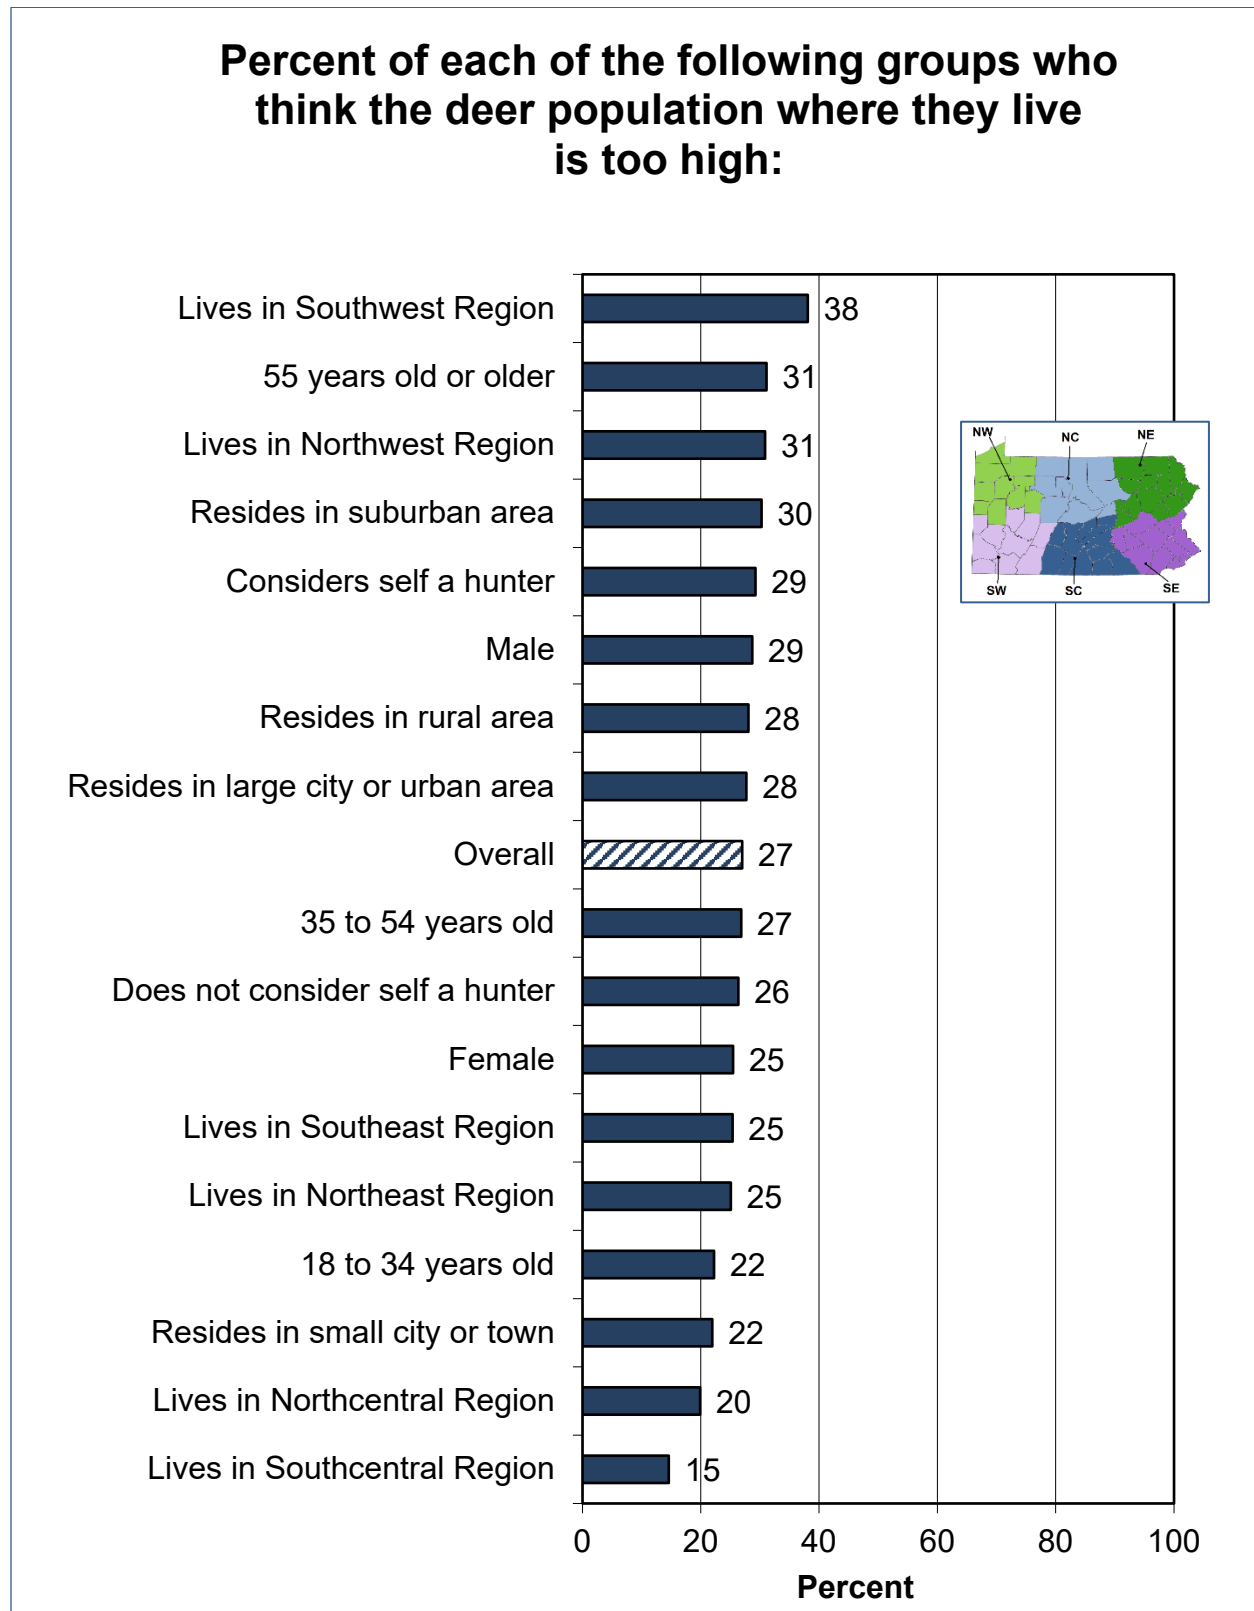 Percent of each of the following groups who
think the deer population where they live
is too high:
Lives in Southwest Region 38
55 years old or older 31
Lives in Northwest Region 31
Resides in suburban area 30
Considers self a hunter 29
Male 29
Resides in rural area 28
Resides in large city or urban area 28
Overall 27
35 to 54 years old 27
Does not consider self a hunter 26
Female 25
Lives in Southeast Region 25
Lives in Northeast Region 25
18 to 34 years old 22
Resides in small city or town 22
Lives in Northcentral Region 20
Lives in Southcentral Region 15
0 20 40 60 80 100
Percent
NW NC NE
SW SC SE